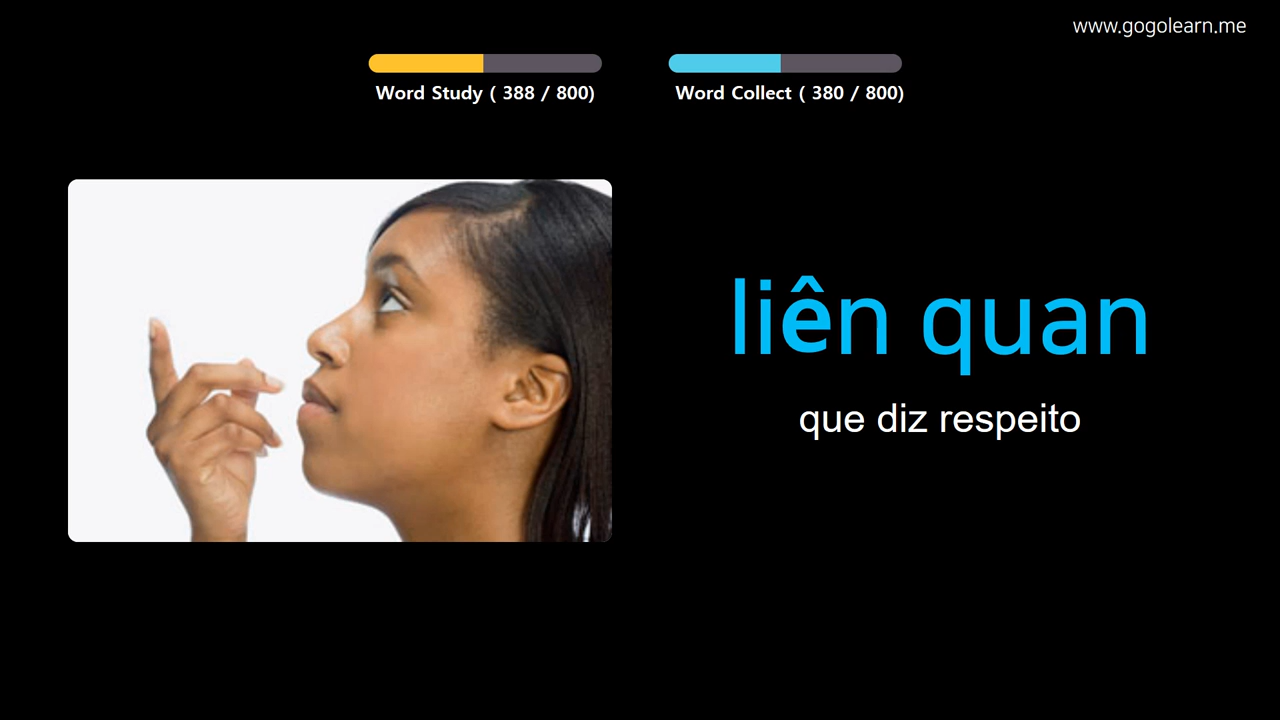 www.gogolearn.me
Word Study ( 388 / 800)
Word Collect ( 380 / 800)
liên quan
que diz respeito